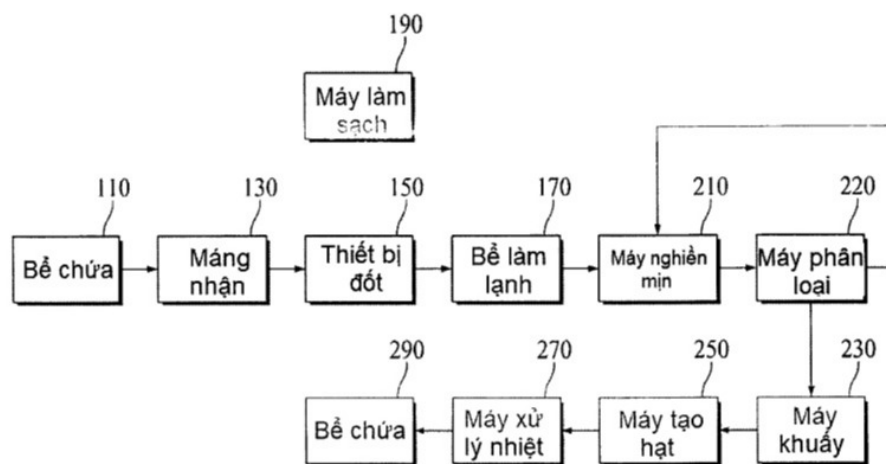 190
Máy làm
sạch
110
130
150
170
210
220
Bể chứa
Máng
nhận
Thiết bị
đốt
Bể làm
lạnh
Máy nghiền
mịn
Máy phân
loại
290
270
250
230
Bể chứa
Máy xử
lý nhiệt
Máy tạo
hạt
Máy
khuấy